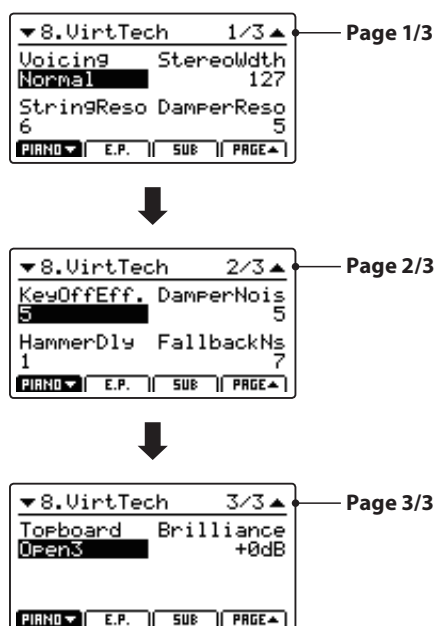 ▼8.VirtTech 1/3▲ Page 1/3
Voicing StereoWdth
Normal 127
StringReso DamperReso
6 5
PIANO▼ E.P. SUB PAGE▲
▼8.VirtTech 2/3▲ Page 2/3
KeyOffEff. DamperNois
5 5
HammerDly FallbackNs
1 7
PIANO▼ E.P. SUB PAGE▲
▼8.VirtTech 3/3▲ Page 3/3
Topboard Brilliance
Open3 +0dB
PIANO▼ E.P. SUB PAGE▲